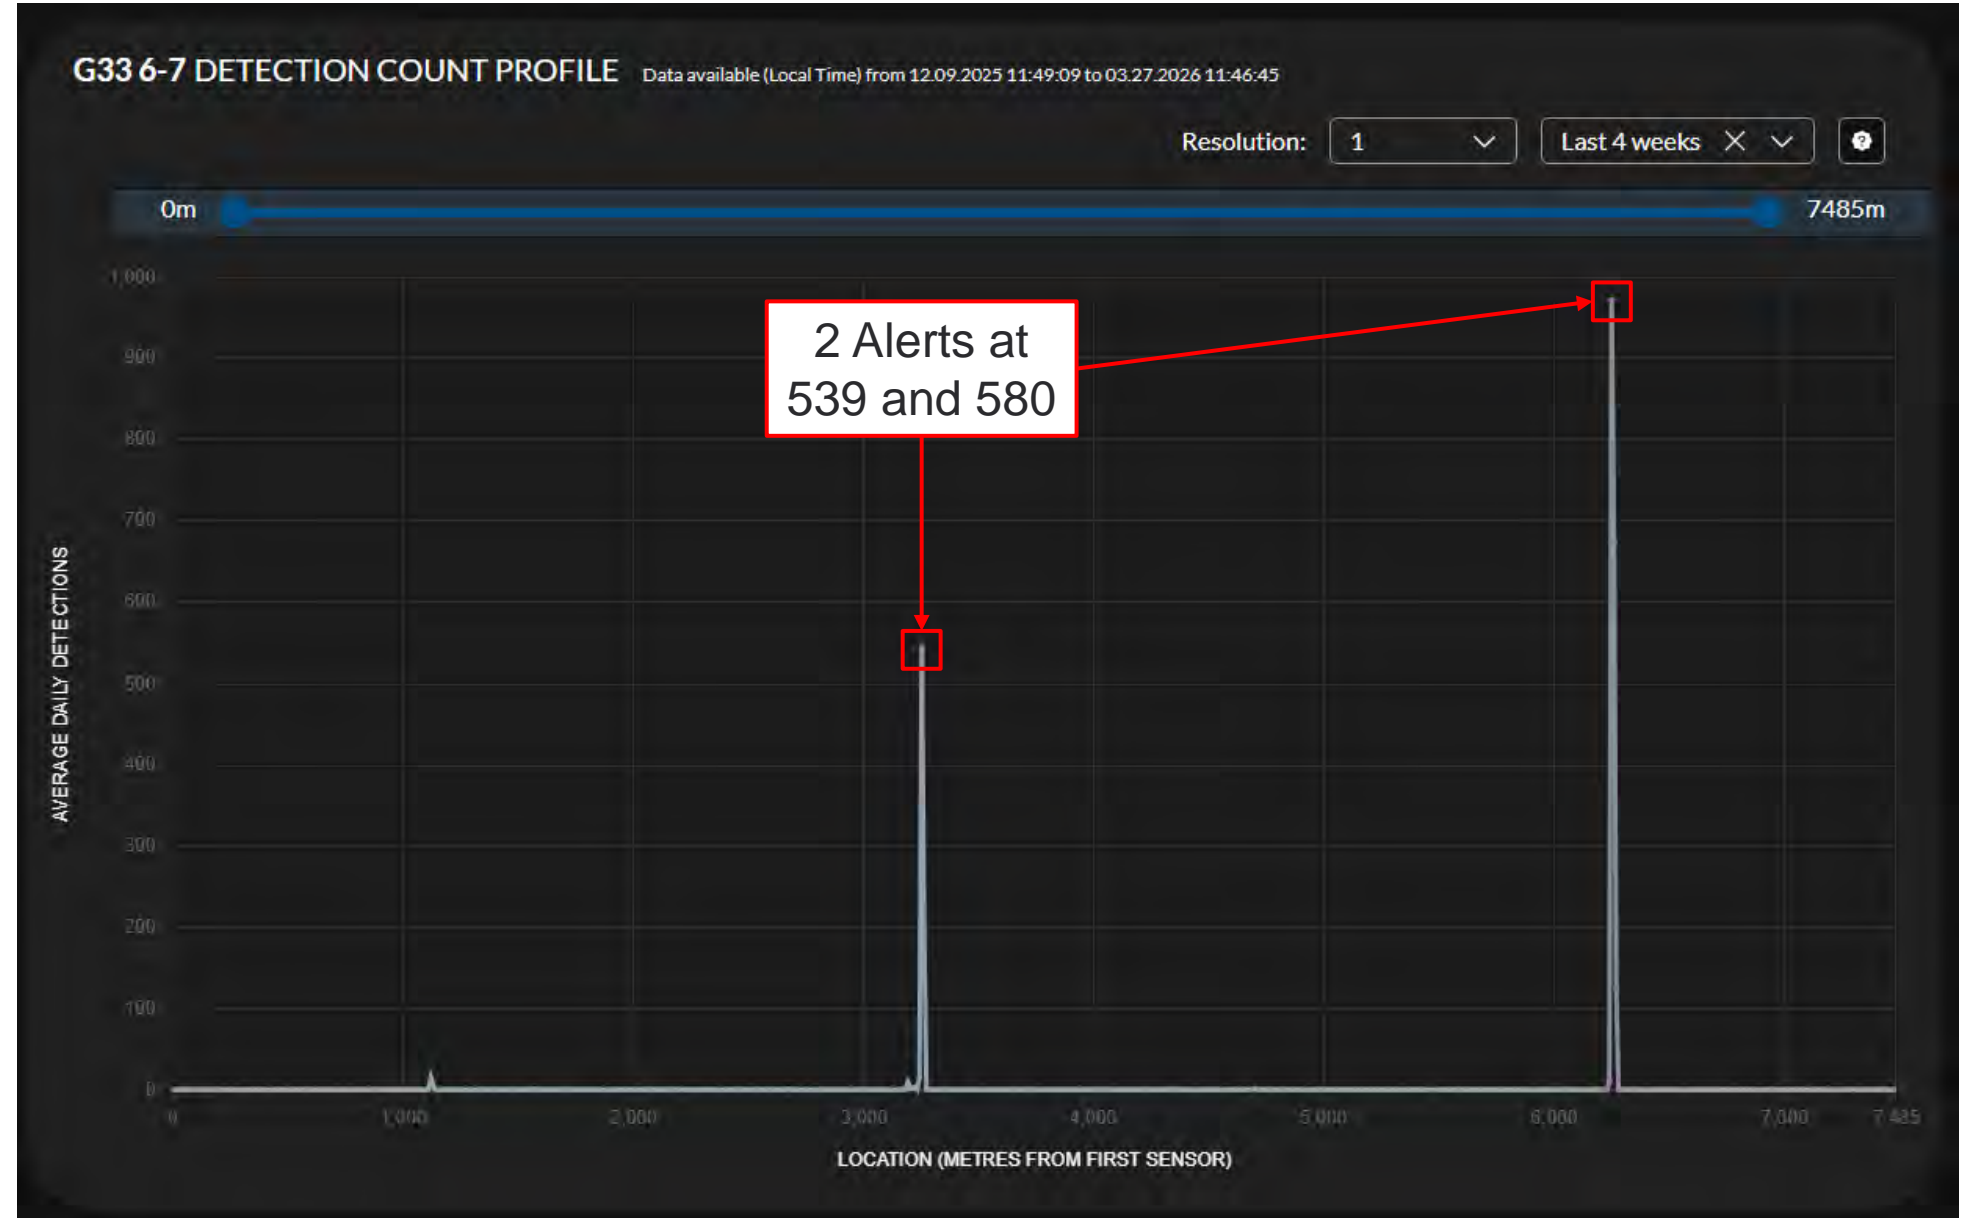 G33 6-7 DETECTION COUNT PROFILE Data available (Local Time) from 12.09.2025 11:49:09 to 03.27.2026 11:46:45
Resolution: 1 Last 4 weeks
0m 7485m
1,000
900
800
700
600
500
400
300
200
100
0
2 Alerts at
539 and 580
AVERAGE DAILY DETECTIONS
0 1,000 2,000 3,000 4,000 5,000 6,000 7,000 7,485
LOCATION (METRES FROM FIRST SENSOR)